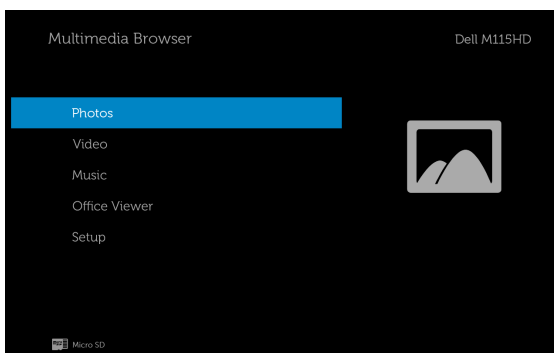 Multimedia Browser
Dell M115HD
Photos
Video
Music
Office Viewer
Setup
Micro SD